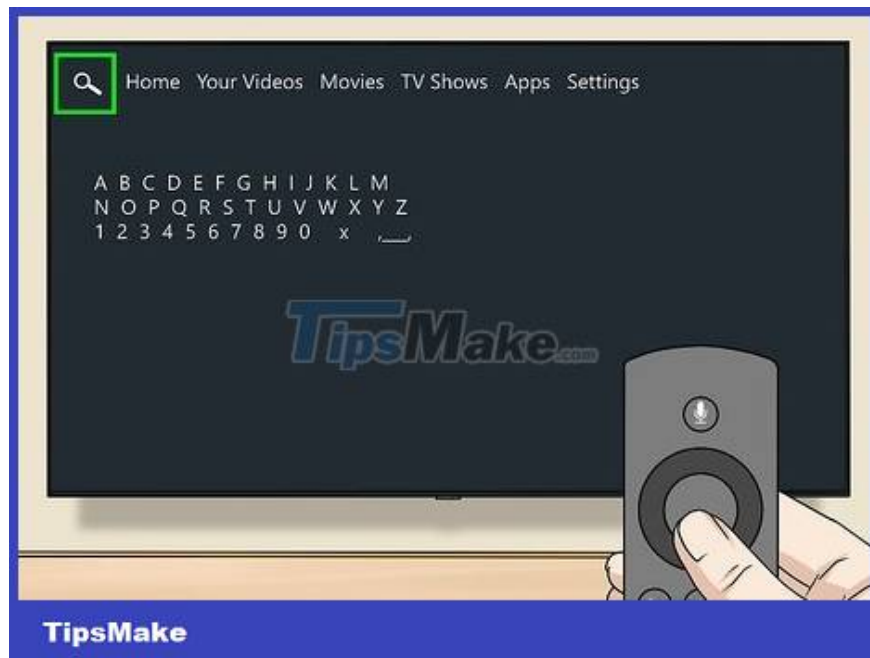 Home Your Videos Movies TV Shows Apps Settings
A B C D E F G H I J K L M
N O P Q R S T U V W X Y Z
1 2 3 4 5 6 7 8 9 0 x
TipsMake.com
TipsMake